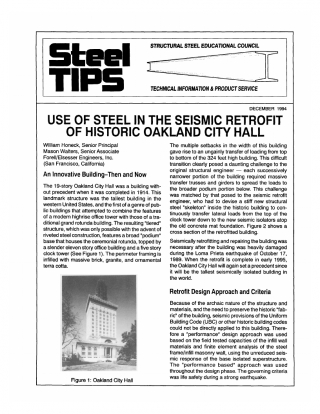 Steel
TIPS
STRUCTURAL STEEL EDUCATIONAL COUNCIL
TECHNICAL INFORMATION & PRODUCT SERVICE
DECEMBER 1994
USE OF STEEL IN THE SEISMIC RETROFIT
OF HISTORIC OAKLAND CITY HALL
William Honeck, Senior Principal
Mason Walters, Senior Associate
Forell/Elsesser Engineers, Inc.
(San Francisco, California)
An Innovative Building–Then and Now
The 19-story Oakland City Hall was a building with-
out precedent when it was completed in 1914. This
landmark structure was the tallest building in the
western United States, and the first of a genre of pub-
lic buildings that attempted to combine the features
of a modern highrise office tower with those of a tra-
ditional grand rotunda building. The resulting "tiered"
structure, which was only possible with the advent of
riveted steel construction, features a broad "podium"
base that houses the ceremonial rotunda, topped by
a slender eleven story office building and a five story
clock tower (See Figure 1). The perimeter framing is
infilled with massive brick, granite, and ornamental
terra cotta.
Figure 1: Oakland City Hall
The multiple setbacks in the width of this building
gave rise to an ungainly transfer of loading from top
to bottom of the 324 foot high building. This difficult
transition clearly posed a daunting challenge to the
original structural engineer — each successively
narrower portion of the building required massive
transfer trusses and girders to spread the loads to
the broader podium portion below. This challenge
was matched by that posed to the seismic retrofit
engineer, who had to devise a stiff new structural
steel "skeleton" inside the historic building to con-
tinuously transfer lateral loads from the top of the
clock tower down to the new seismic isolators atop
the old concrete mat foundation. Figure 2 shows a
cross section of the retrofitted building.
Seismically retrofitting and repairing the building was
necessary after the building was heavily damaged
during the Loma Prieta earthquake of October 17,
1989. When the retrofit is complete in early 1995,
the Oakland City Hall will again set a precedent since
it will be the tallest seismically isolated building in
the world.
Retrofit Design Approach and Criteria
Because of the archaic nature of the structure and
materials, and the need to preserve the historic "fab-
ric" of the building, seismic provisions of the Uniform
Building Code (UBC) or other historic building codes
could not be directly applied to this building. There-
fore a "performance" design approach was used
based on the field tested capacities of the infill wall
materials and finite element analysis of the steel
frame/infill masonry wall, using the unreduced seis-
mic response of the base isolated superstructure.
The "performance based" approach was used
throughout the design phase. The governing criteria
was life safety during a strong earthquake.